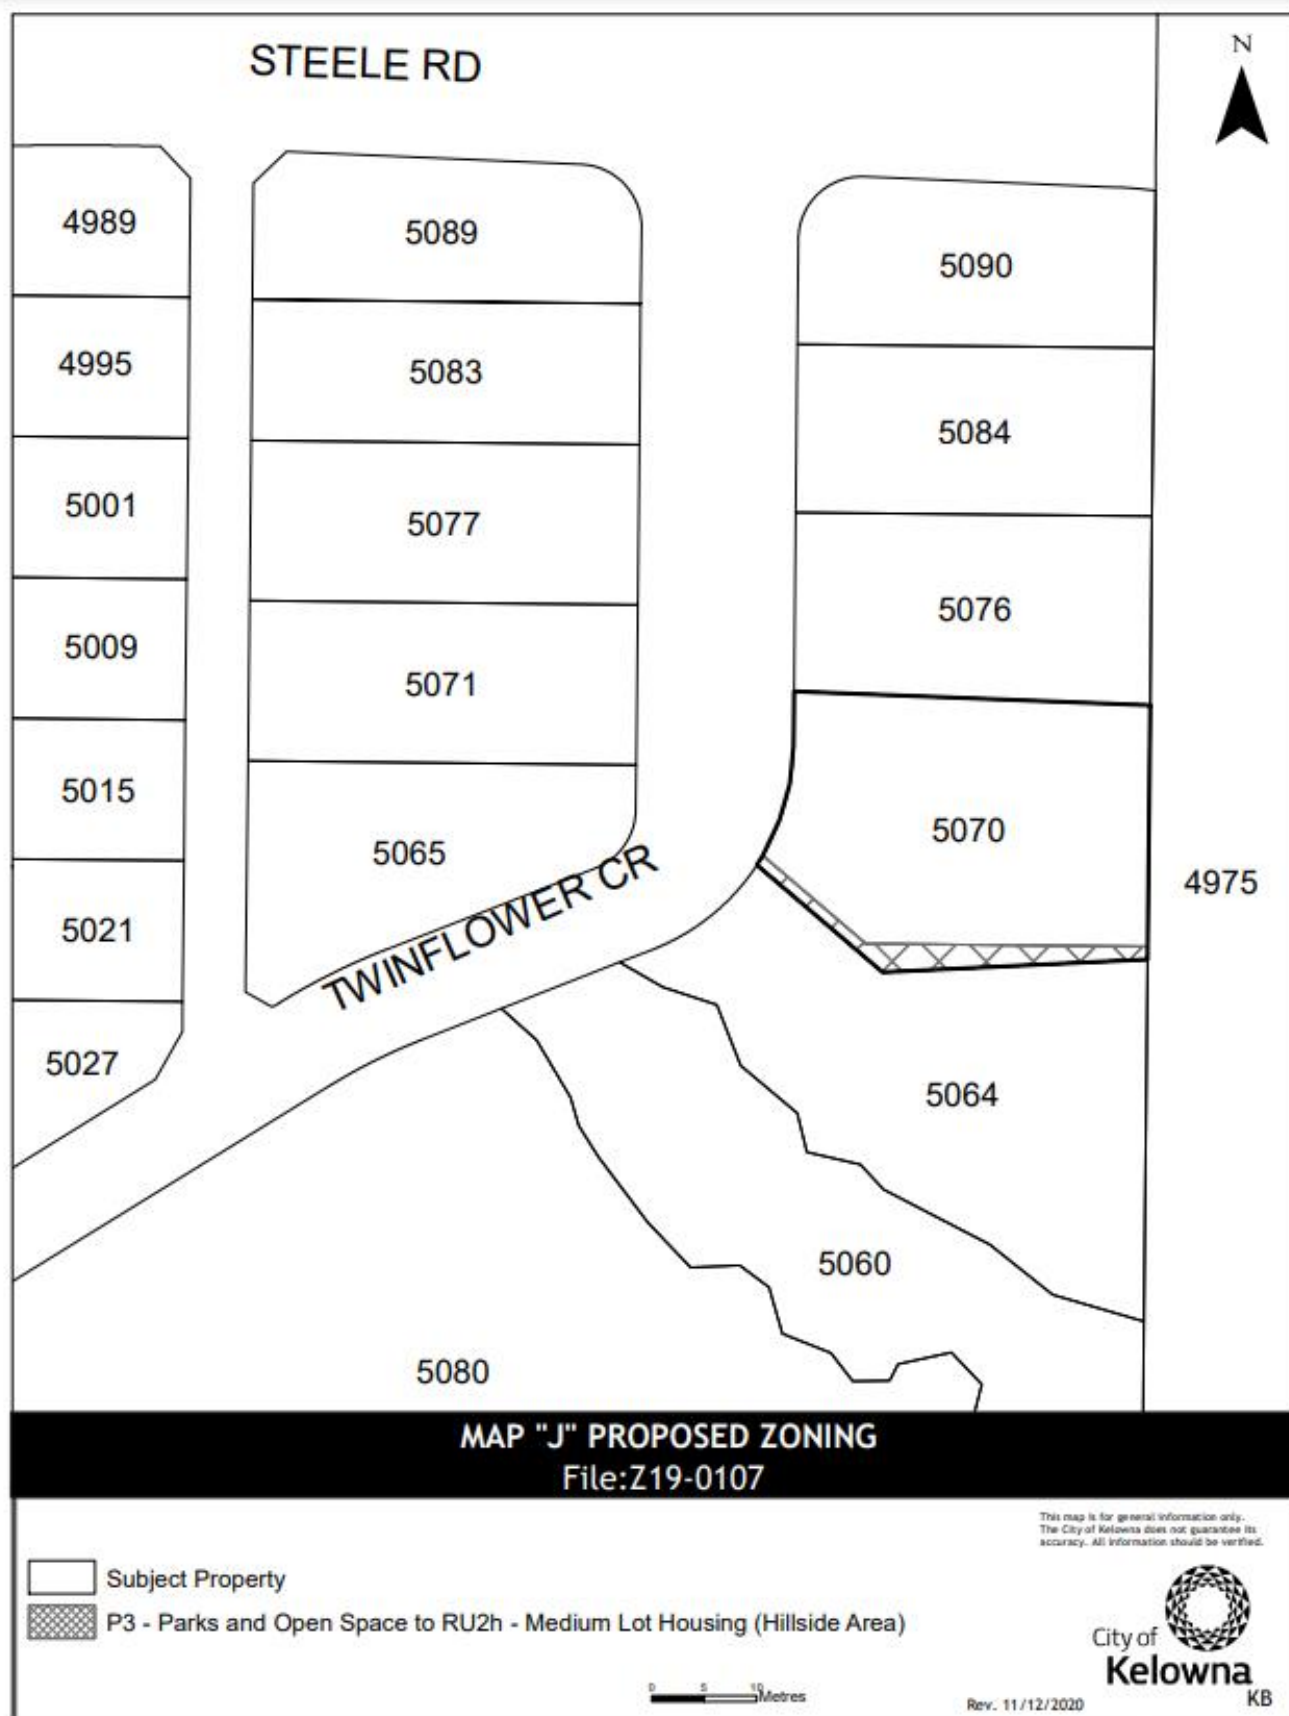 STEELE RD
N
4989
5089
5090
4995
5083
5084
5001
5077
5076
5009
5071
5015
5065
5070
TWINFLOWER CR
4975
5021
5027
5064
5060
5080
MAP "J" PROPOSED ZONING
File:Z19-0107
This map is for general information only.
The City of Kelowna does not guarantee its
accuracy. All information should be verified.
Subject Property
P3 - Parks and Open Space to RU2h - Medium Lot Housing (Hillside Area)
City of
Kelowna
KB
0 5 10
Metres
Rev. 11/12/2020